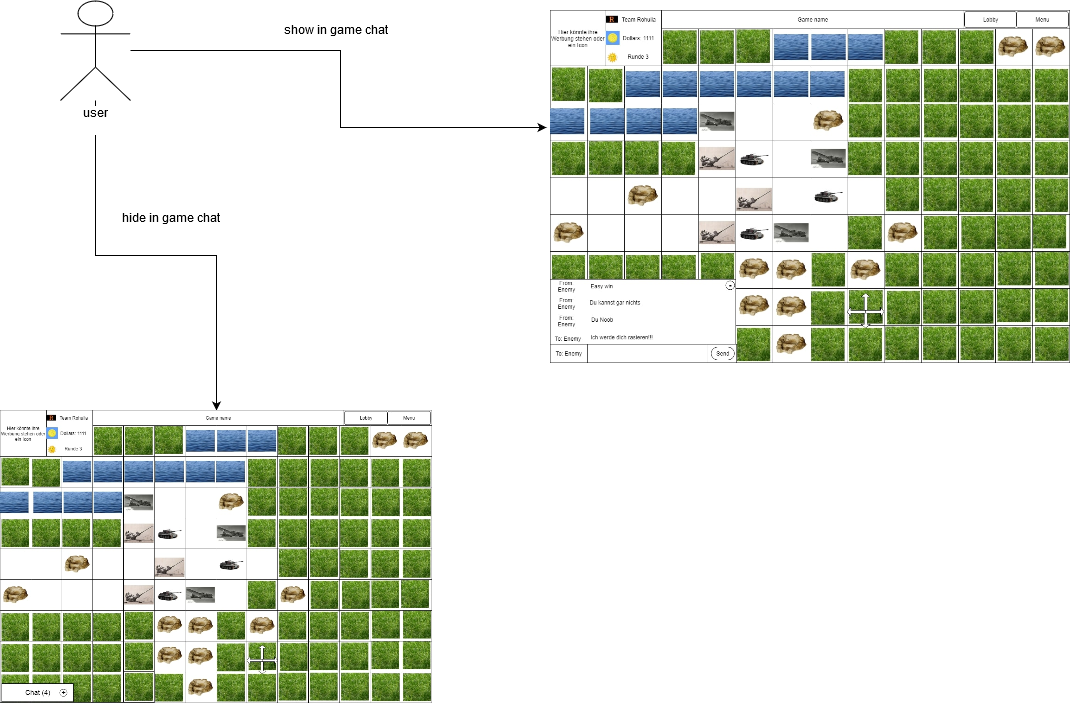 show in game chat
user
hide in game chat
Hier könnte ihre
Werbung stehen oder
ein Icon
R Team Rohulla
Dollars: 1111
Runde 3
Game name
Lobby
Menu
From:
Enemy
Easy win
From:
Enemy
Du kannst gar nichts
From:
Enemy
Du Noob
To: Enemy
Ich werde dich rasieren!!!
To: Enemy
Send
Hier könnte ihre
Werbung stehen oder
ein Icon
R Team Rohulla
Dollars: 1111
Runde 3
Game name
Lobby
Menu
Chat (4)